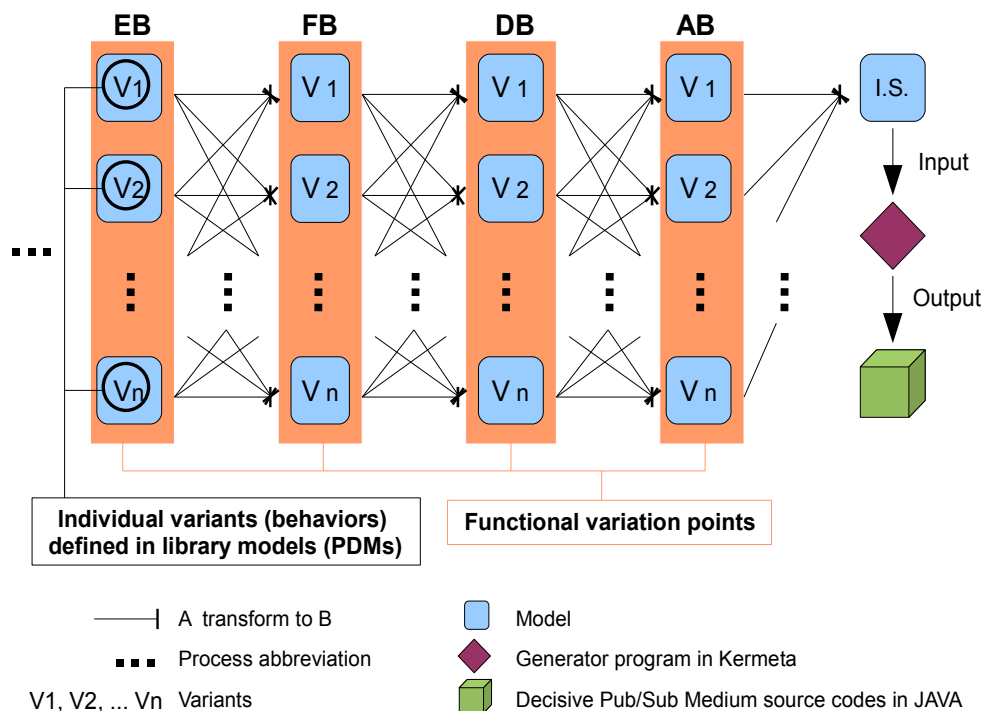 EB FB DB AB
V1 V 1 V 1 V 1 I.S.
Input
V2 V 2 V 2 V 2
Output
Vn V n V n V n
Individual variants (behaviors)
defined in library models (PDMs)
Functional variation points
A transform to B
Model
Process abbreviation
Generator program in Kermeta
V1, V2, ... Vn Variants
Decisive Pub/Sub Medium source codes in JAVA